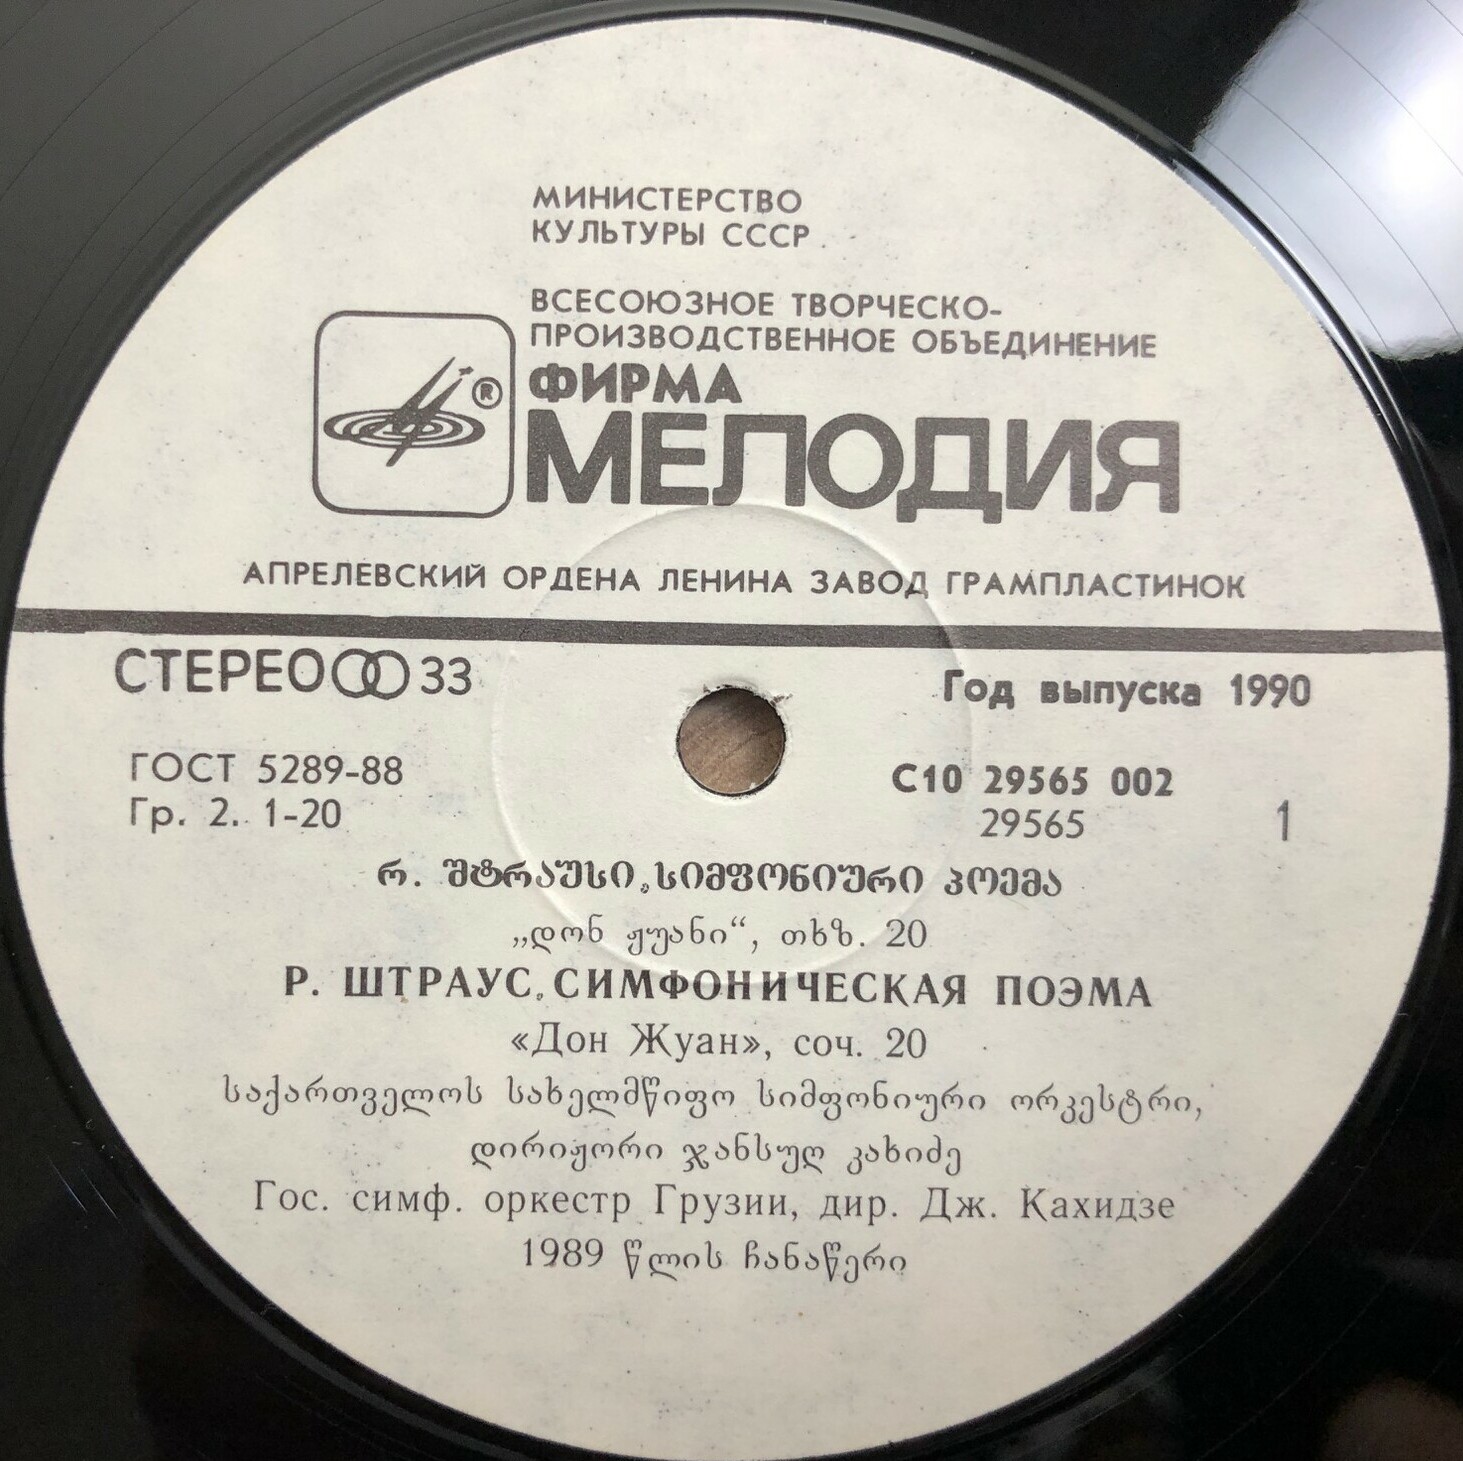 МИНИСТЕРСТВО
КУЛЬТУРЫ СССР
ВСЕСОЮЗНОЕ ТВОРЧЕСКО-
ПРОИЗВОДСТВЕННОЕ ОБЪЕДИНЕНИЕ
ФИРМА
®
МЕЛОДИЯ
АПРЕЛЕВСКИЙ ОРДЕНА ЛЕНИНА ЗАВОД ГРАМПЛАСТИНОК
СТЕРЕО 33
Год выпуска 1990
ГОСТ 5289-88
С10 29565 002
Гр. 2. 1-20
29565
1
რ. შტრაუსი. სიმფონიური პოემა
„დონ ჟუანი“, თხზ. 20
Р. ШТРАУС. СИМФОНИЧЕСКАЯ ПОЭМА
«Дон Жуан», соч. 20
საქართველოს სახელმწიფო სიმფონიური ორკესტრი,
დირიჟორი ჯანსუღ კახიძე
Гос. симф. оркестр Грузии, дир. Дж. Кахидзе
1989 წლის ჩანაწერი